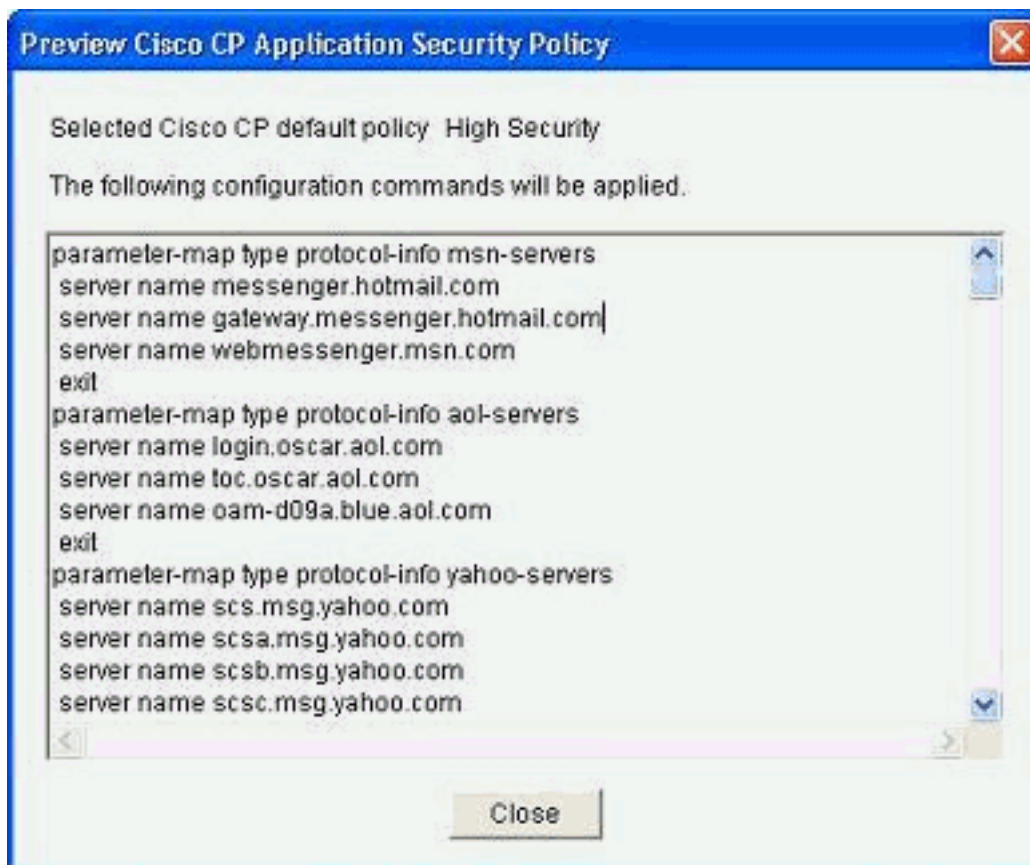 Preview Cisco CP Application Security Policy
Selected Cisco CP default policy High Security
The following configuration commands will be applied.
parameter-map type protocol-info msn-servers
server name messenger.hotmail.com
server name gateway.messenger.hotmail.com
server name webmessenger.msn.com
exit
parameter-map type protocol-info aol-servers
server name login.oscar.aol.com
server name toc.oscar.aol.com
server name oam-d09a.blue.aol.com
exit
parameter-map type protocol-info yahoo-servers
server name scs.msg.yahoo.com
server name scsa.msg.yahoo.com
server name scsb.msg.yahoo.com
server name scsc.msg.yahoo.com
Close